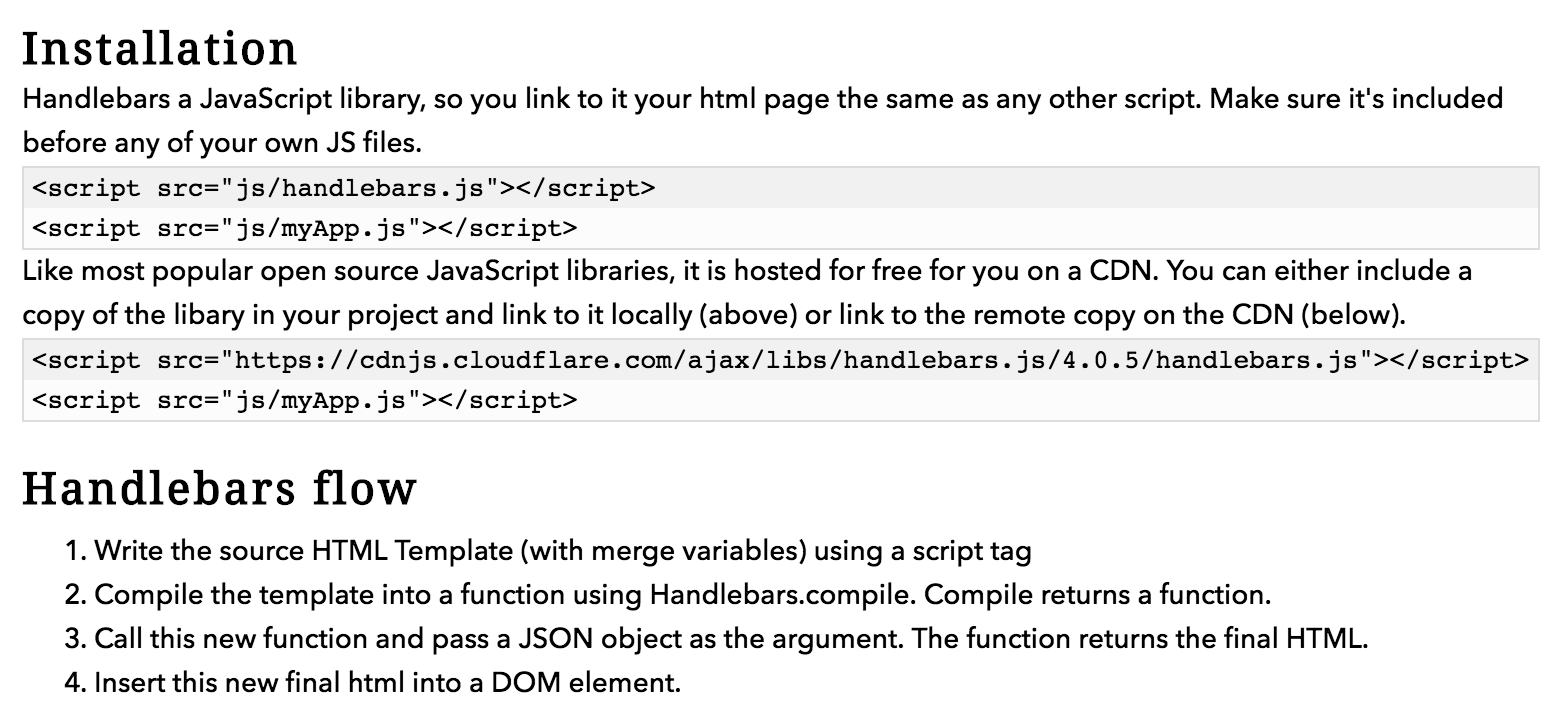 Installation
Handlebars a JavaScript library, so you link to it your html page the same as any other script. Make sure it's included
before any of your own JS files.
<script src="js/handlebars.js"></script>
<script src="js/myApp.js"></script>
Like most popular open source JavaScript libraries, it is hosted for free for you on a CDN. You can either include a
copy of the libary in your project and link to it locally (above) or link to the remote copy on the CDN (below).
<script src="https://cdnjs.cloudflare.com/ajax/libs/handlebars.js/4.0.5/handlebars.js"></script>
<script src="js/myApp.js"></script>
Handlebars flow
1. Write the source HTML Template (with merge variables) using a script tag
2. Compile the template into a function using Handlebars.compile. Compile returns a function.
3. Call this new function and pass a JSON object as the argument. The function returns the final HTML.
4. Insert this new final html into a DOM element.